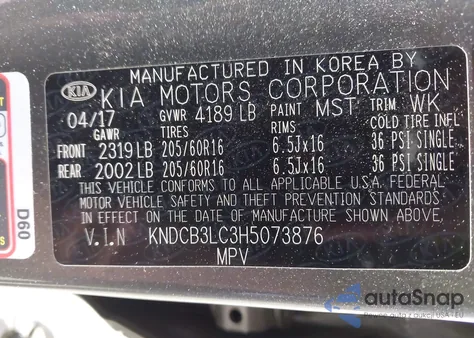 MANUFACTURED IN KOREA BY
KIA KIA MOTORS CORPORATION
04/17 GVWR 4189 LB PAINT MST TRIM WK
GAWR TIRES RIMS COLD TIRE INFL
FRONT 2319 LB 205/60R16 6.5Jx16 36 PSI SINGLE
REAR 2002 LB 205/60R16 6.5Jx16 36 PSI SINGLE
THIS VEHICLE CONFORMS TO ALL APPLICABLE U.S.A. FEDERAL
MOTOR VEHICLE SAFETY AND THEFT PREVENTION STANDARDS
IN EFFECT ON THE DATE OF MANUFACTURE SHOWN ABOVE.
V.I.N KNDCB3LC3H5073876
MPV
D60
autoSnap